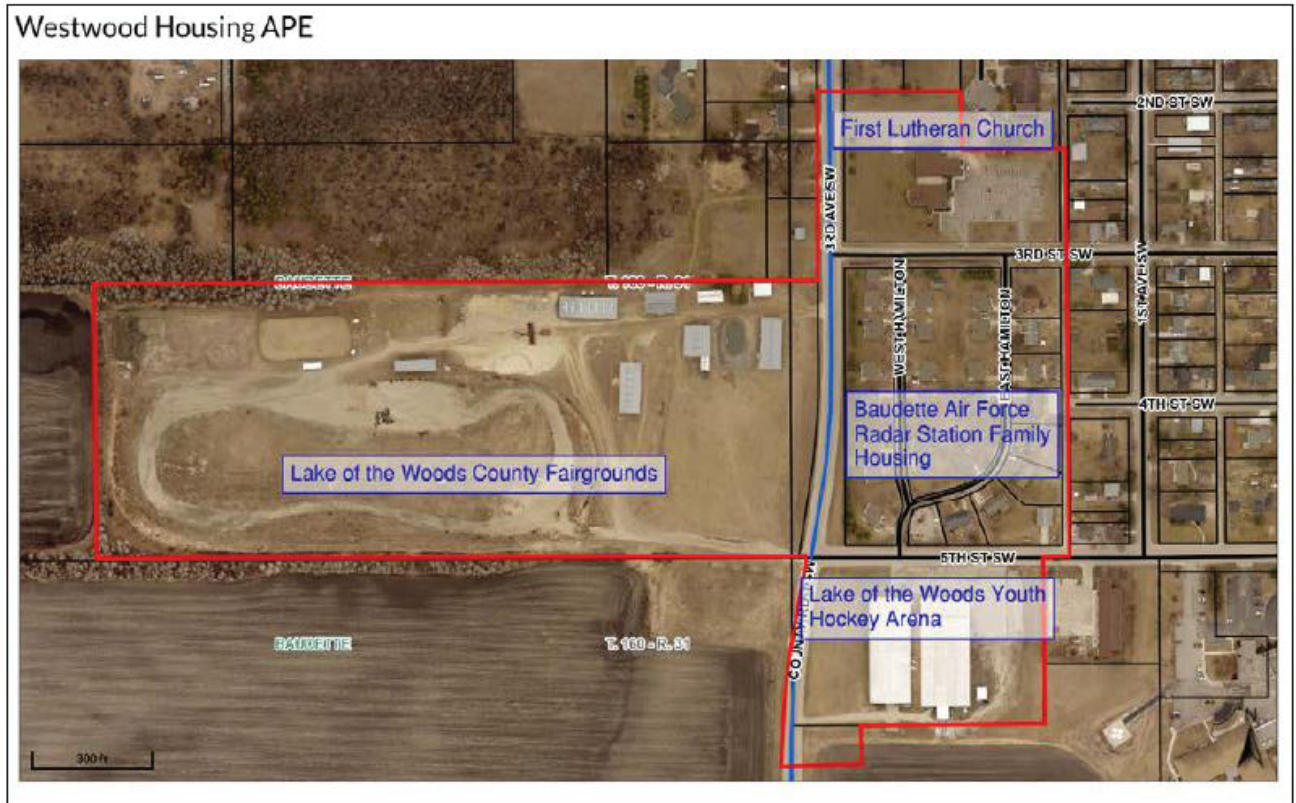 Westwood Housing APE
2ND ST SW
First Lutheran Church
3RD AVE SW
3RD ST SW
BAUDETTE
1ST AVE SW
WEST HAMILTON
EAST HAMILTON
Baudette Air Force
Radar Station Family
Housing
4TH ST SW
Lake of the Woods County Fairgrounds
5TH ST SW
Lake of the Woods Youth
Hockey Arena
BAUDETTE
T. 160 - R. 31
300 ft